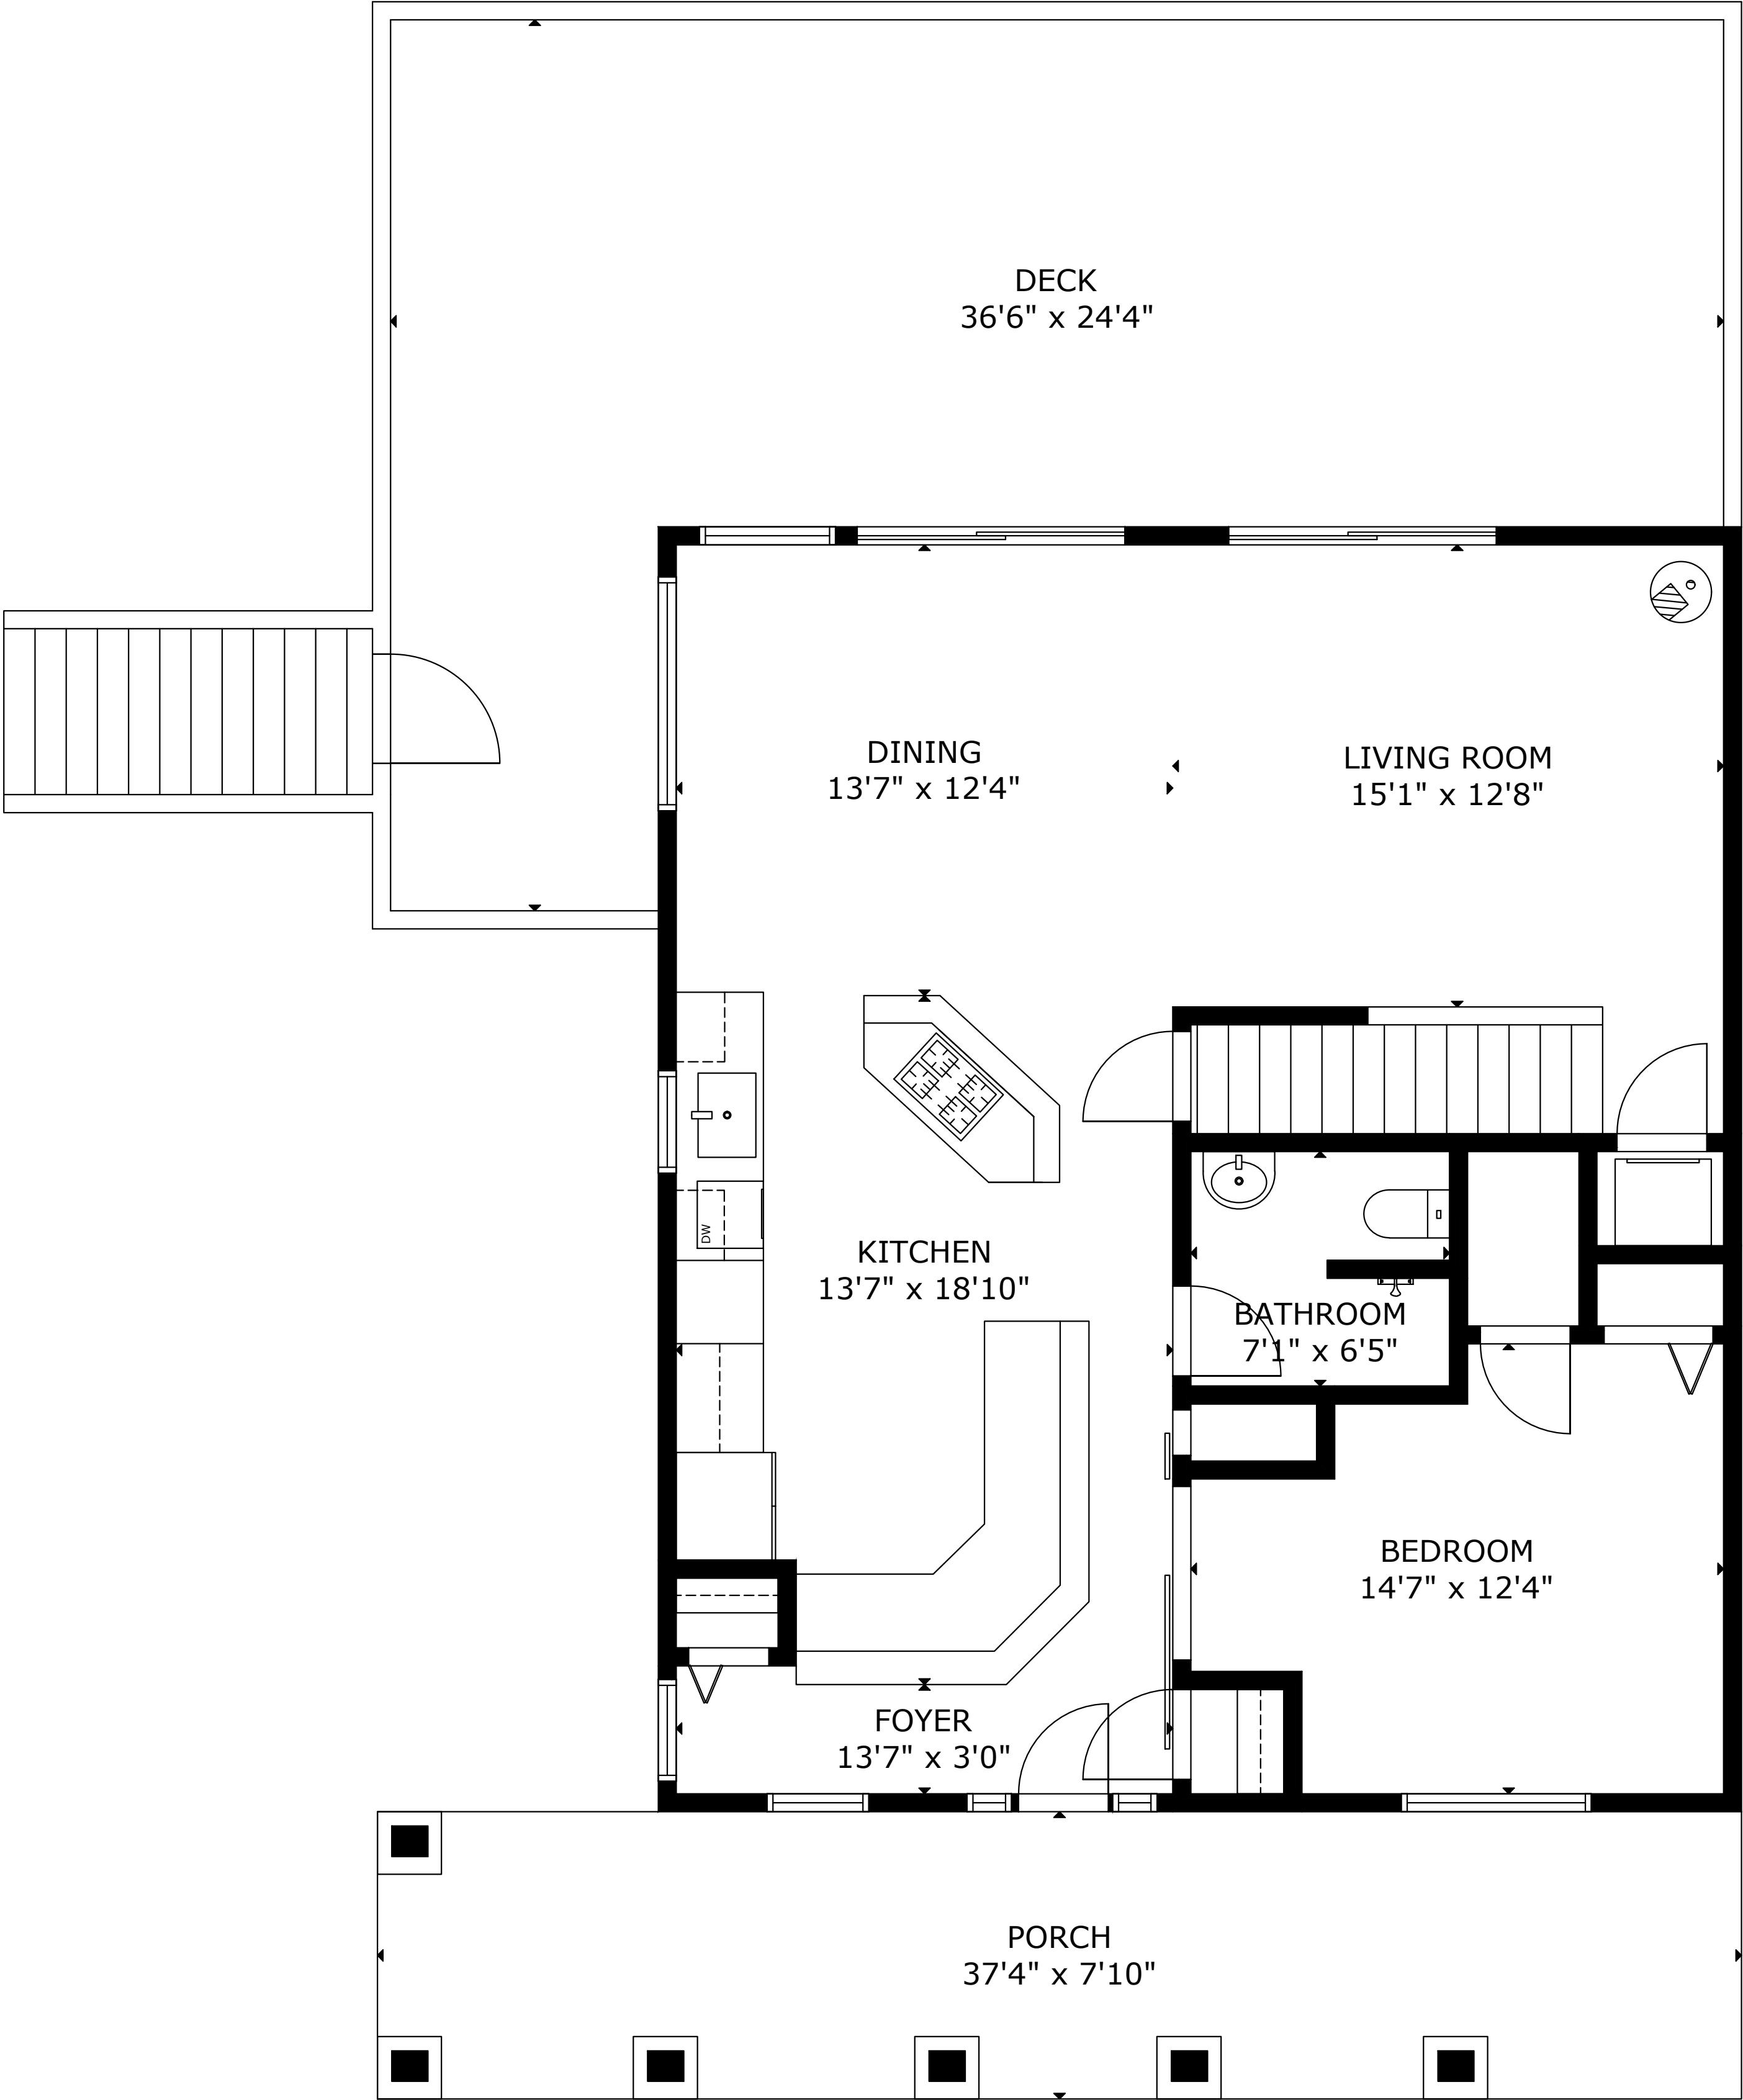 DECK
36'6" x 24'4"
DINING
13'7" x 12'4"
LIVING ROOM
15'1" x 12'8"
DW
KITCHEN
13'7" x 18'10"
BATHROOM
7'1" x 6'5"
BEDROOM
14'7" x 12'4"
FOYER
13'7" x 3'0"
PORCH
37'4" x 7'10"